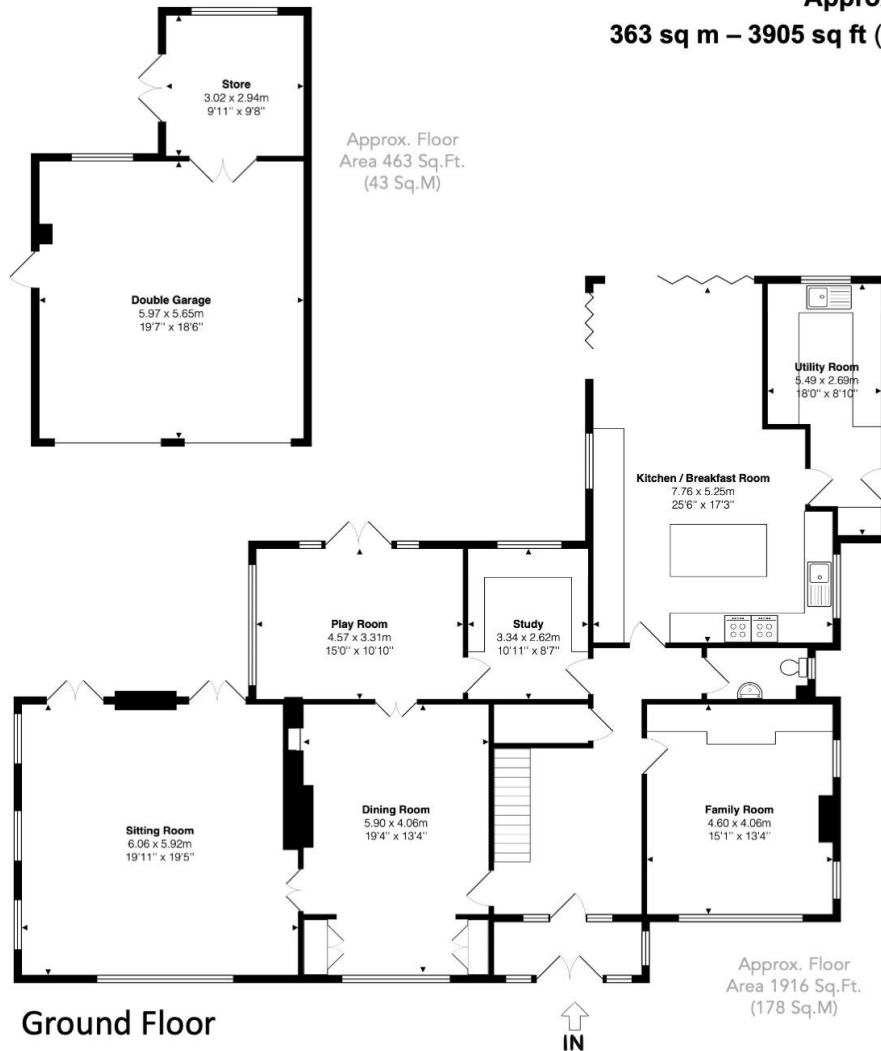 Approx
363 sq m – 3905 sq ft (
Store
3.02 x 2.94m
9'11" x 9'8"
Approx. Floor
Area 463 Sq.Ft.
(43 Sq.M)
Double Garage
5.97 x 5.65m
19'7" x 18'6"
Utility Room
5.49 x 2.69m
18'0" x 8'10"
Kitchen / Breakfast Room
7.76 x 5.25m
25'6" x 17'3"
Play Room
4.57 x 3.31m
15'0" x 10'10"
Study
3.34 x 2.62m
10'11" x 8'7"
Sitting Room
6.06 x 5.92m
19'11" x 19'5"
Dining Room
5.90 x 4.06m
19'4" x 13'4"
Family Room
4.60 x 4.06m
15'1" x 13'4"
Approx. Floor
Area 1916 Sq.Ft.
(178 Sq.M)
Ground Floor
IN